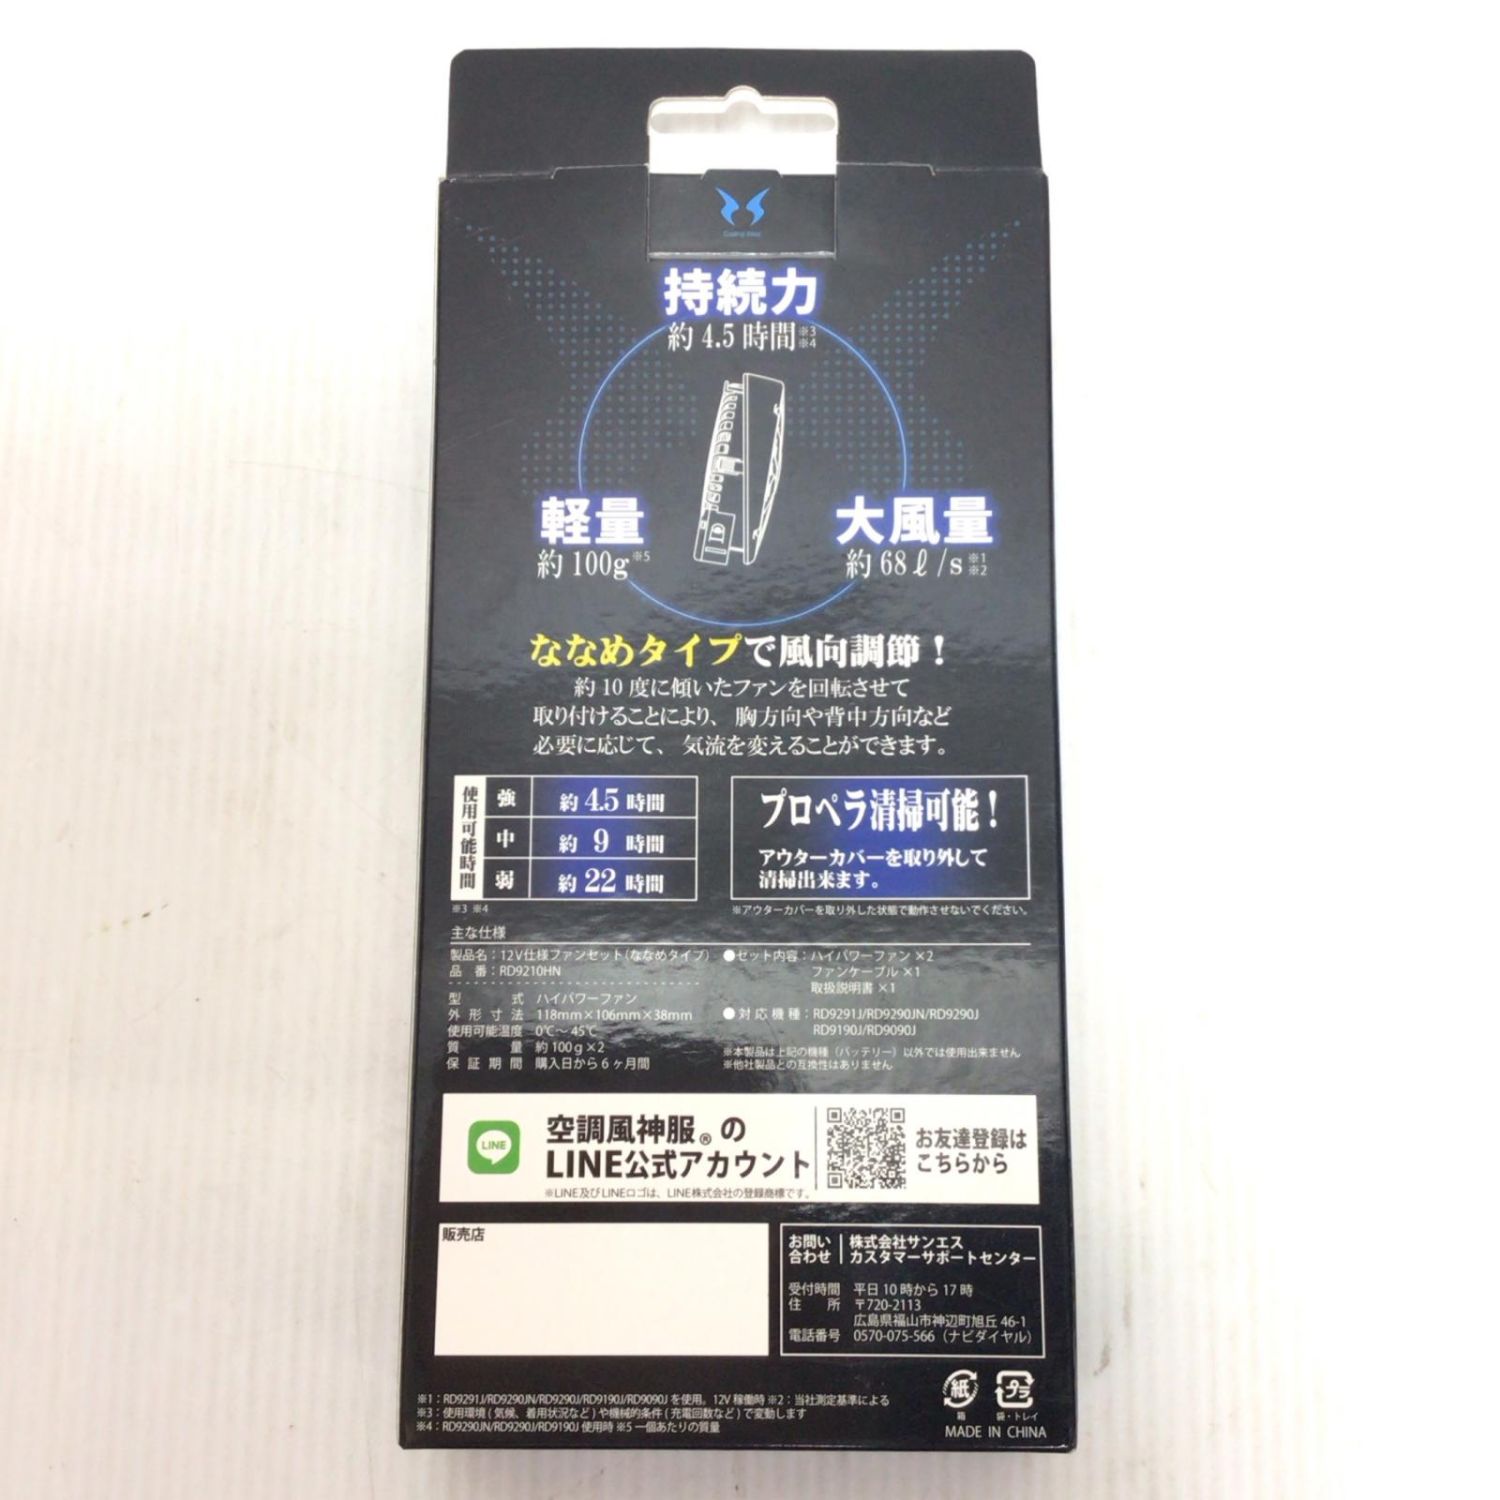 持続力
約 4.5 時間 ※3 ※4
軽量
約 100g ※5
大風量
約 68 ℓ /s ※1 ※2
ななめタイプで風向調節！
約 10 度に傾いたファンを回転させて
取り付けることにより、胸方向や背中方向など
必要に応じて、気流を変えることができます。
使用可能時間
強 約 4.5 時間
中 約 9 時間
弱 約 22 時間
※3 ※4
プロペラ清掃可能！
アウターカバーを取り外して
清掃出来ます。
※アウターカバーを取り外した状態で動作させないでください。
主な仕様
製品名：12V仕様ファンセット(ななめタイプ)
品 番：RD9210HN
型 式 ハイパワーファン
外形寸法 118mm×106mm×38mm
使用可能温度 0℃～45℃
質 量 約100g×2
保証期間 購入日から6ヶ月間
●セット内容：ハイパワーファン ×2
ファンケーブル ×1
取扱説明書 ×1
●対応機種：RD9291J/RD9290JN/RD9290J
RD9190J/RD9090J
※本製品は上記の機種（バッテリー）以外では使用出来ません
※他社製品との互換性はありません
LINE
空調風神服® の
LINE公式アカウント
※LINE及びLINEロゴは、LINE株式会社の登録商標です。
お友達登録は
こちらから
販売店
お問い
合わせ
株式会社サンエス
カスタマーサポートセンター
受付時間 平日 10 時から 17 時
住 所 〒720-2113
広島県福山市神辺町旭丘 46-1
電話番号 0570-075-566（ナビダイヤル）
※1：RD9291J/RD9290JN/RD9290J/RD9190J/RD9090J を使用。12V 稼働時 ※2：当社測定基準による
※3：使用環境 ( 気候、着用状況など ) や機械的条件 ( 充電回数など ) で変動します
※4：RD9290JN/RD9290J/RD9190J 使用時 ※5 一個あたりの質量
紙
箱
プラ
袋・トレイ
MADE IN CHINA